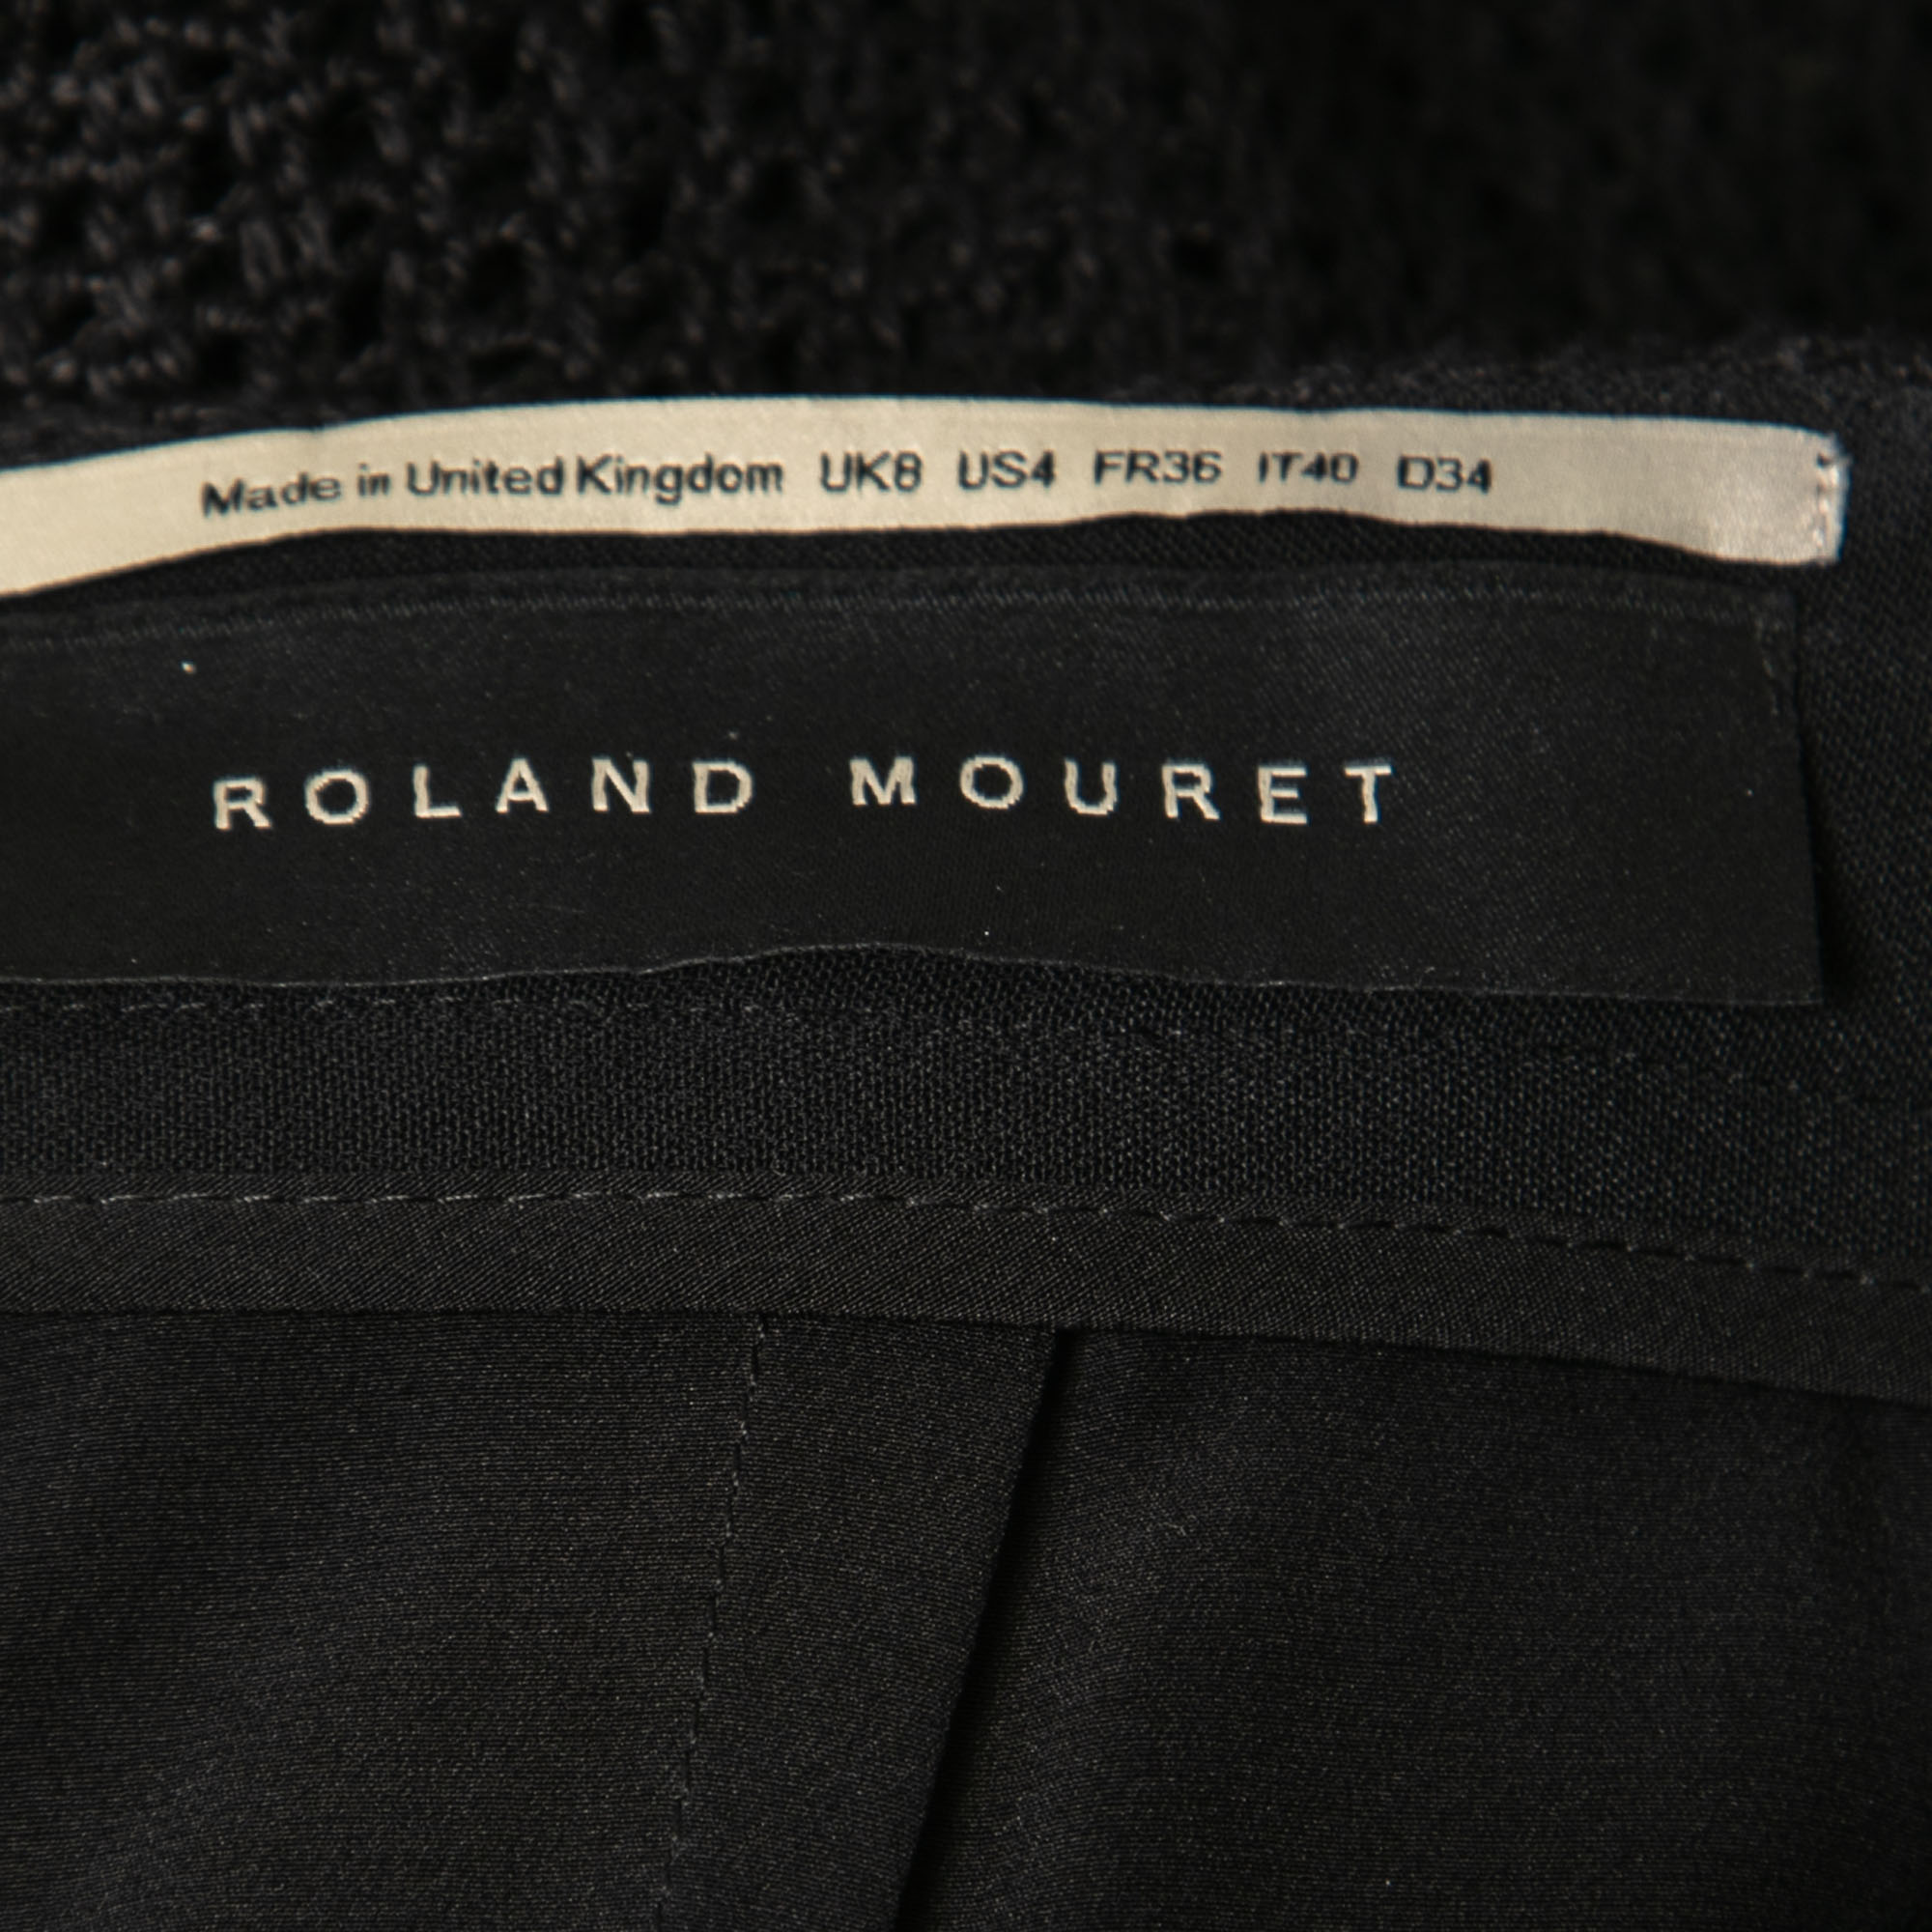 Made in United Kingdom UK8 US4 FR36 IT40 D34
ROLAND MOURET